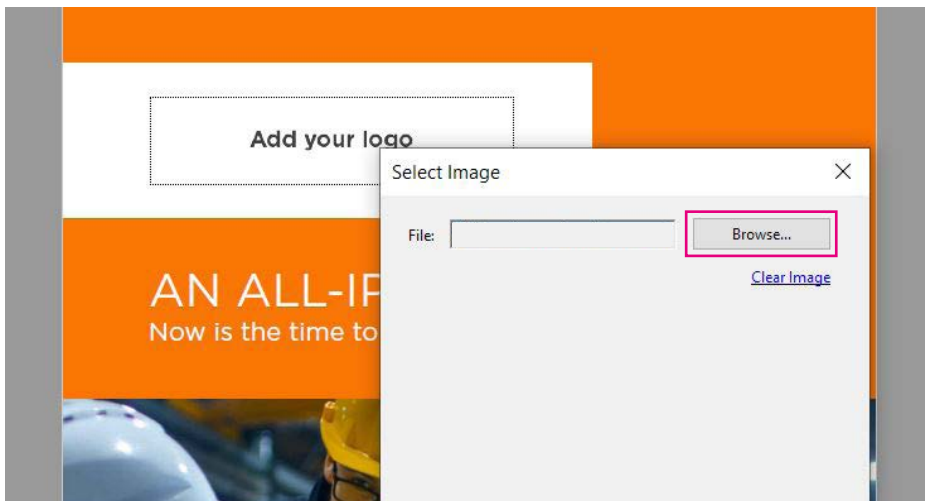 Add your logo
Select Image
File:
Browse...
Clear Image
AN ALL-IP
Now is the time to